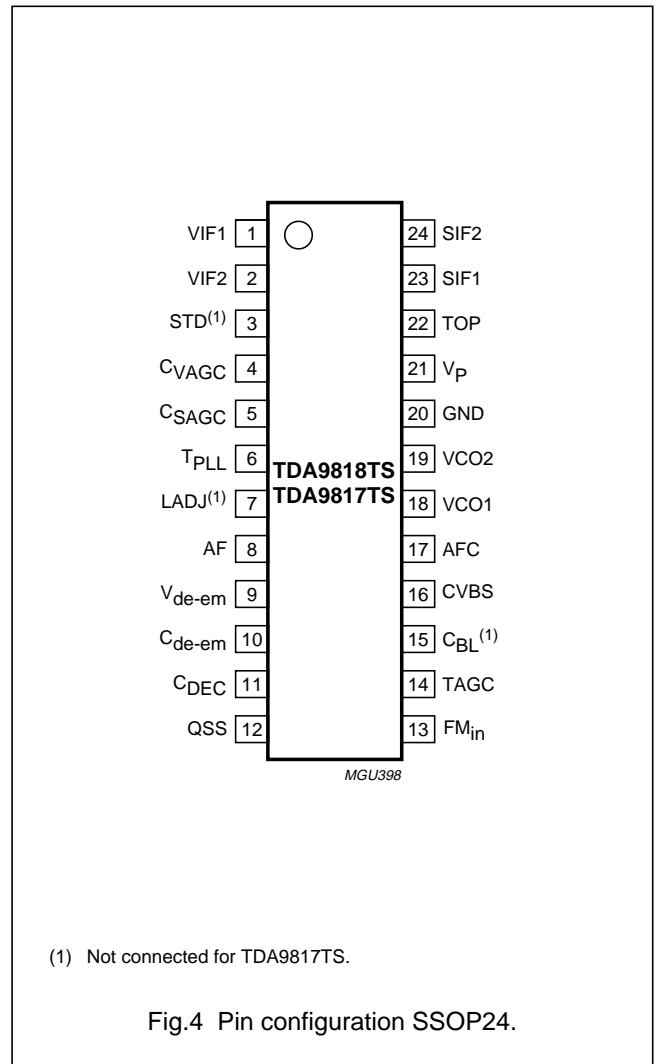 VIF1 1
VIF2 2
STD(1) 3
CVAGC 4
CSAGC 5
TPLL 6
LADJ(1) 7
AF 8
Vde-em 9
Cde-em 10
CDEC 11
QSS 12
TDA9818TS
TDA9817TS
24 SIF2
23 SIF1
22 TOP
21 VP
20 GND
19 VCO2
18 VCO1
17 AFC
16 CVBS
15 CBL(1)
14 TAGC
13 FMin
MGU398
(1) Not connected for TDA9817TS.
Fig.4 Pin configuration SSOP24.